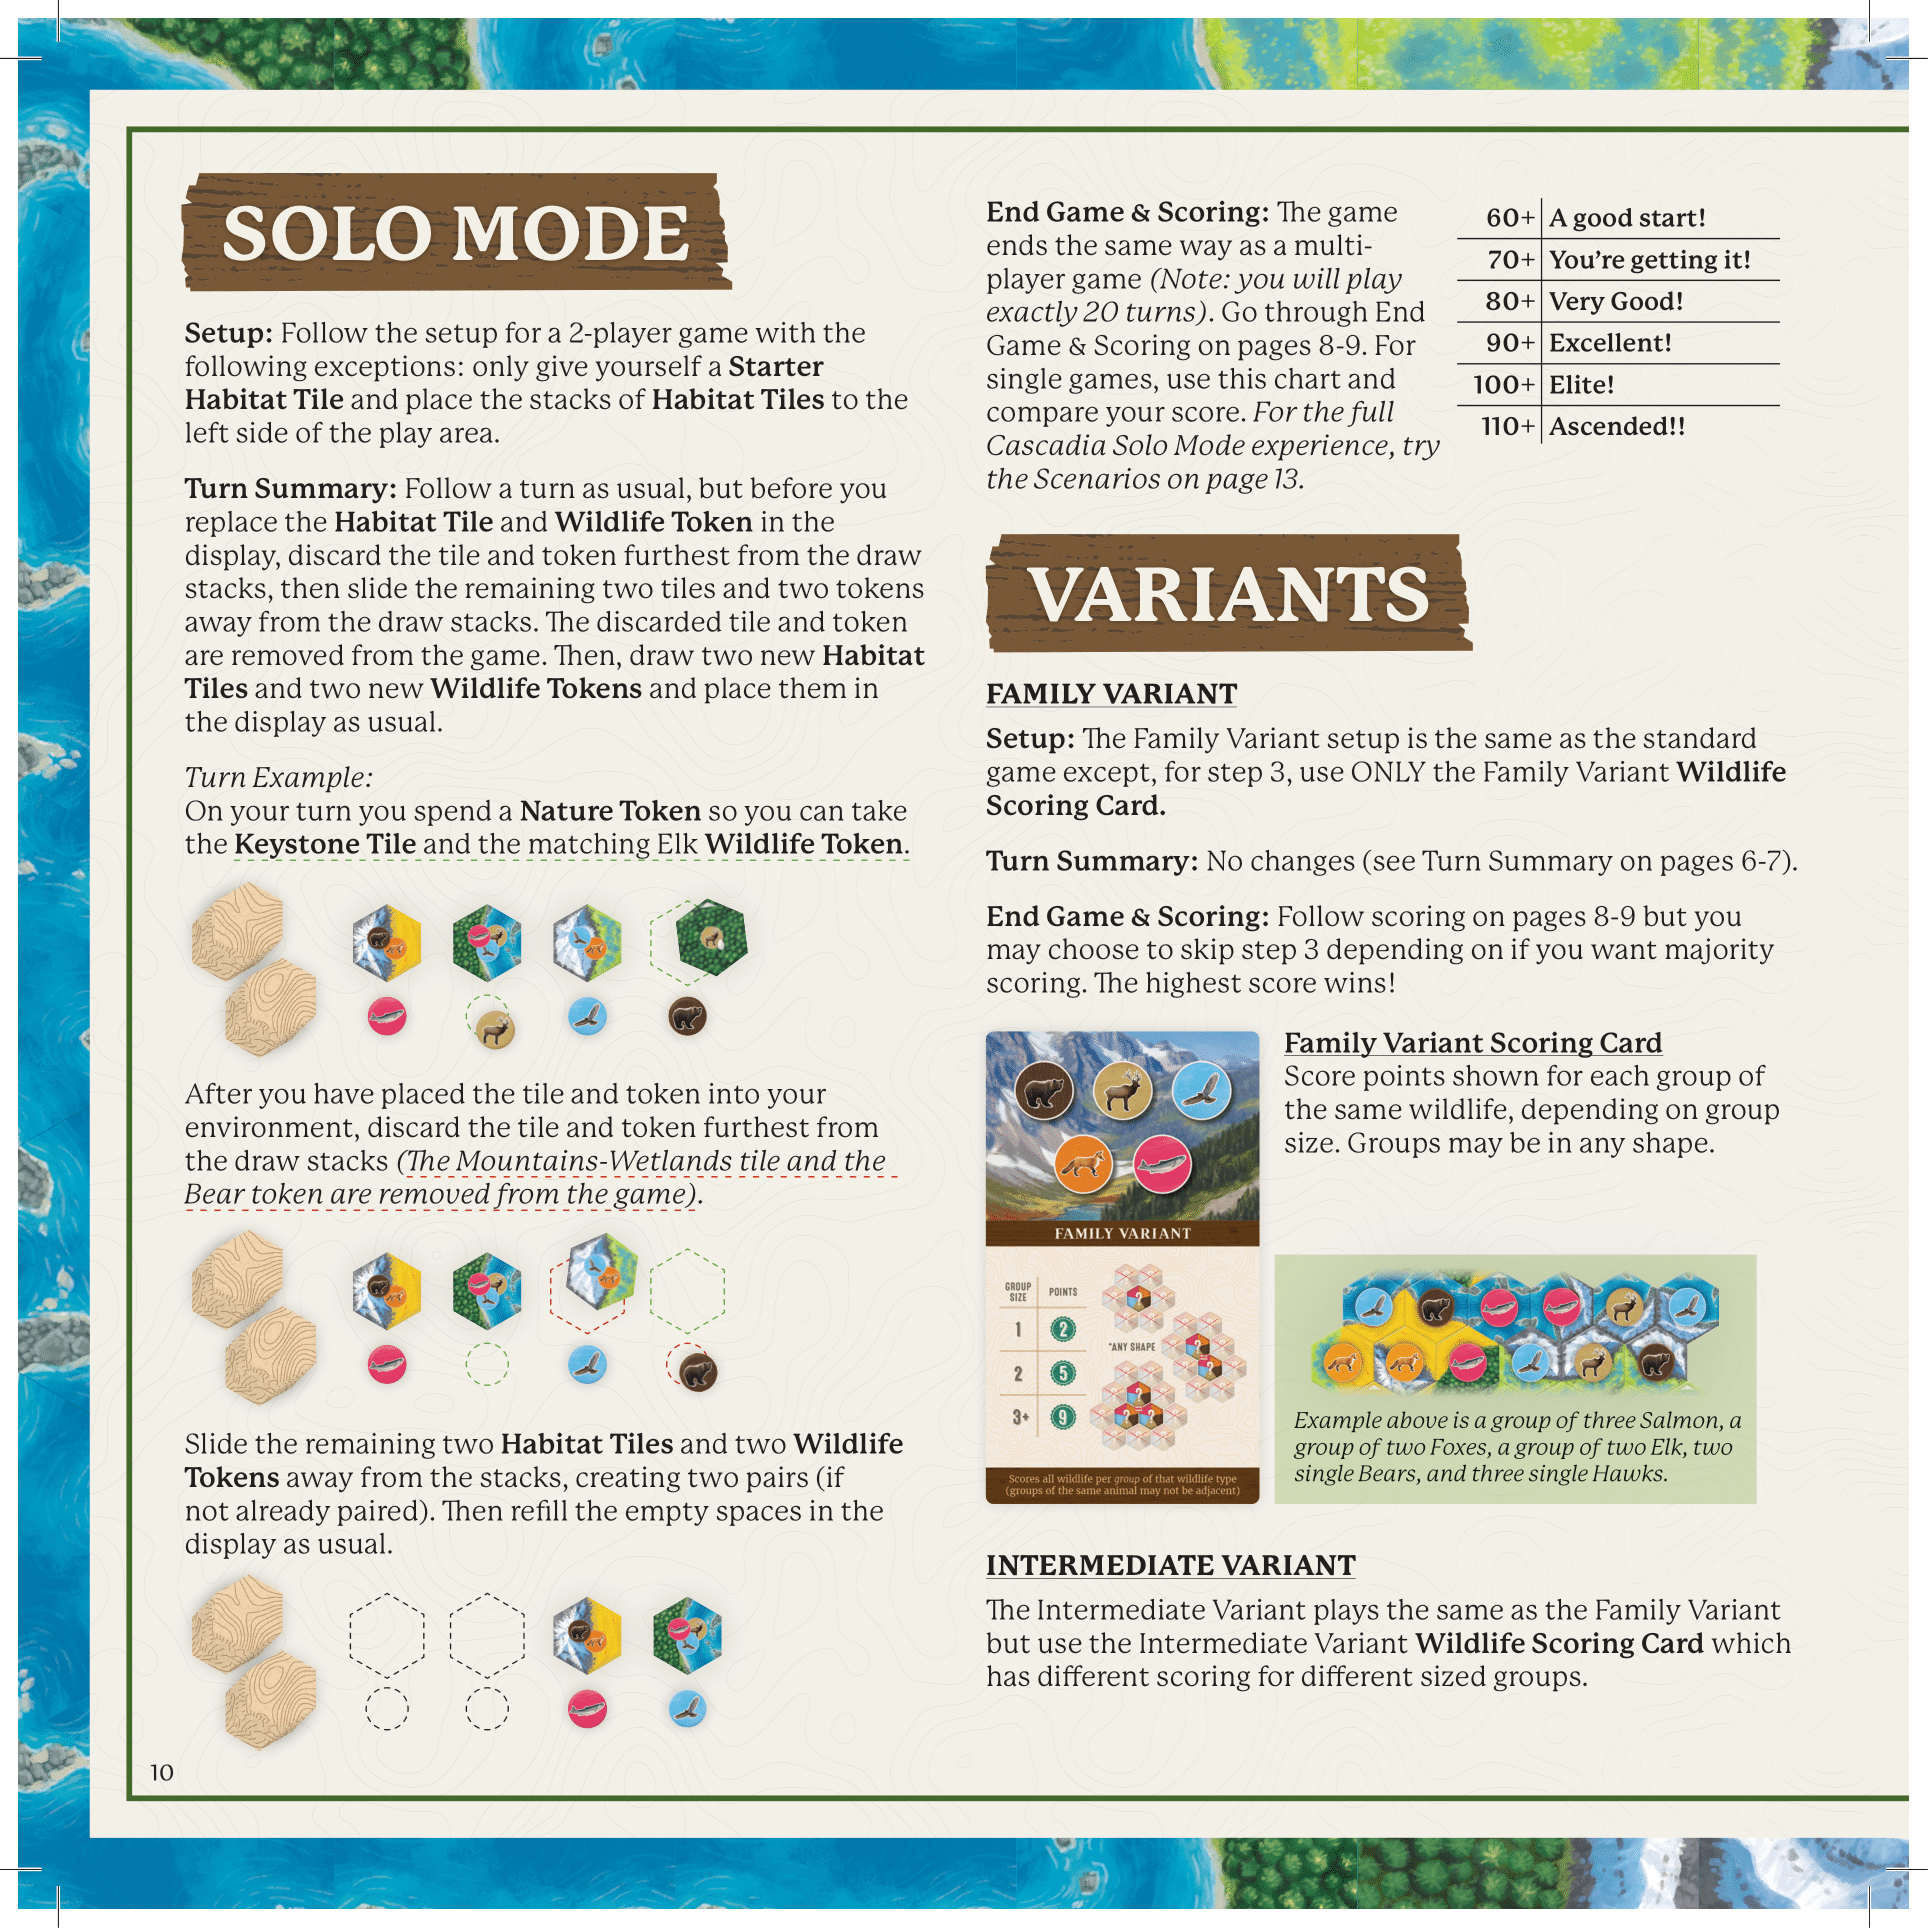 SOLO MODE
Setup: Follow the setup for a 2-player game with the
following exceptions: only give yourself a Starter
Habitat Tile and place the stacks of Habitat Tiles to the
left side of the play area.
Turn Summary: Follow a turn as usual, but before you
replace the Habitat Tile and Wildlife Token in the
display, discard the tile and token furthest from the draw
stacks, then slide the remaining two tiles and two tokens
away from the draw stacks. The discarded tile and token
are removed from the game. Then, draw two new Habitat
Tiles and two new Wildlife Tokens and place them in
the display as usual.
Turn Example:
On your turn you spend a Nature Token so you can take
the Keystone Tile and the matching Elk Wildlife Token.
After you have placed the tile and token into your
environment, discard the tile and token furthest from
the draw stacks (The Mountains-Wetlands tile and the
Bear token are removed from the game).
Slide the remaining two Habitat Tiles and two Wildlife
Tokens away from the stacks, creating two pairs (if
not already paired). Then refill the empty spaces in the
display as usual.
10
End Game & Scoring: The game
ends the same way as a multi-
player game (Note: you will play
exactly 20 turns). Go through End
Game & Scoring on pages 8-9. For
single games, use this chart and
compare your score. For the full
Cascadia Solo Mode experience, try
the Scenarios on page 13.
60+ A good start!
70+ You're getting it!
80+ Very Good!
90+ Excellent!
100+ Elite!
110+ Ascended!!
VARIANTS
FAMILY VARIANT
Setup: The Family Variant setup is the same as the standard
game except, for step 3, use ONLY the Family Variant Wildlife
Scoring Card.
Turn Summary: No changes (see Turn Summary on pages 6-7).
End Game & Scoring: Follow scoring on pages 8-9 but you
may choose to skip step 3 depending on if you want majority
scoring. The highest score wins!
FAMILY VARIANT
GROUP SIZE POINTS
1 2
2 5
3+ 9
*ANY SHAPE
? ? ? ? ? ?
Scores all wildlife per group of that wildlife type
(groups of the same animal may not be adjacent)
Family Variant Scoring Card
Score points shown for each group of
the same wildlife, depending on group
size. Groups may be in any shape.
Example above is a group of three Salmon, a
group of two Foxes, a group of two Elk, two
single Bears, and three single Hawks.
INTERMEDIATE VARIANT
The Intermediate Variant plays the same as the Family Variant
but use the Intermediate Variant Wildlife Scoring Card which
has different scoring for different sized groups.